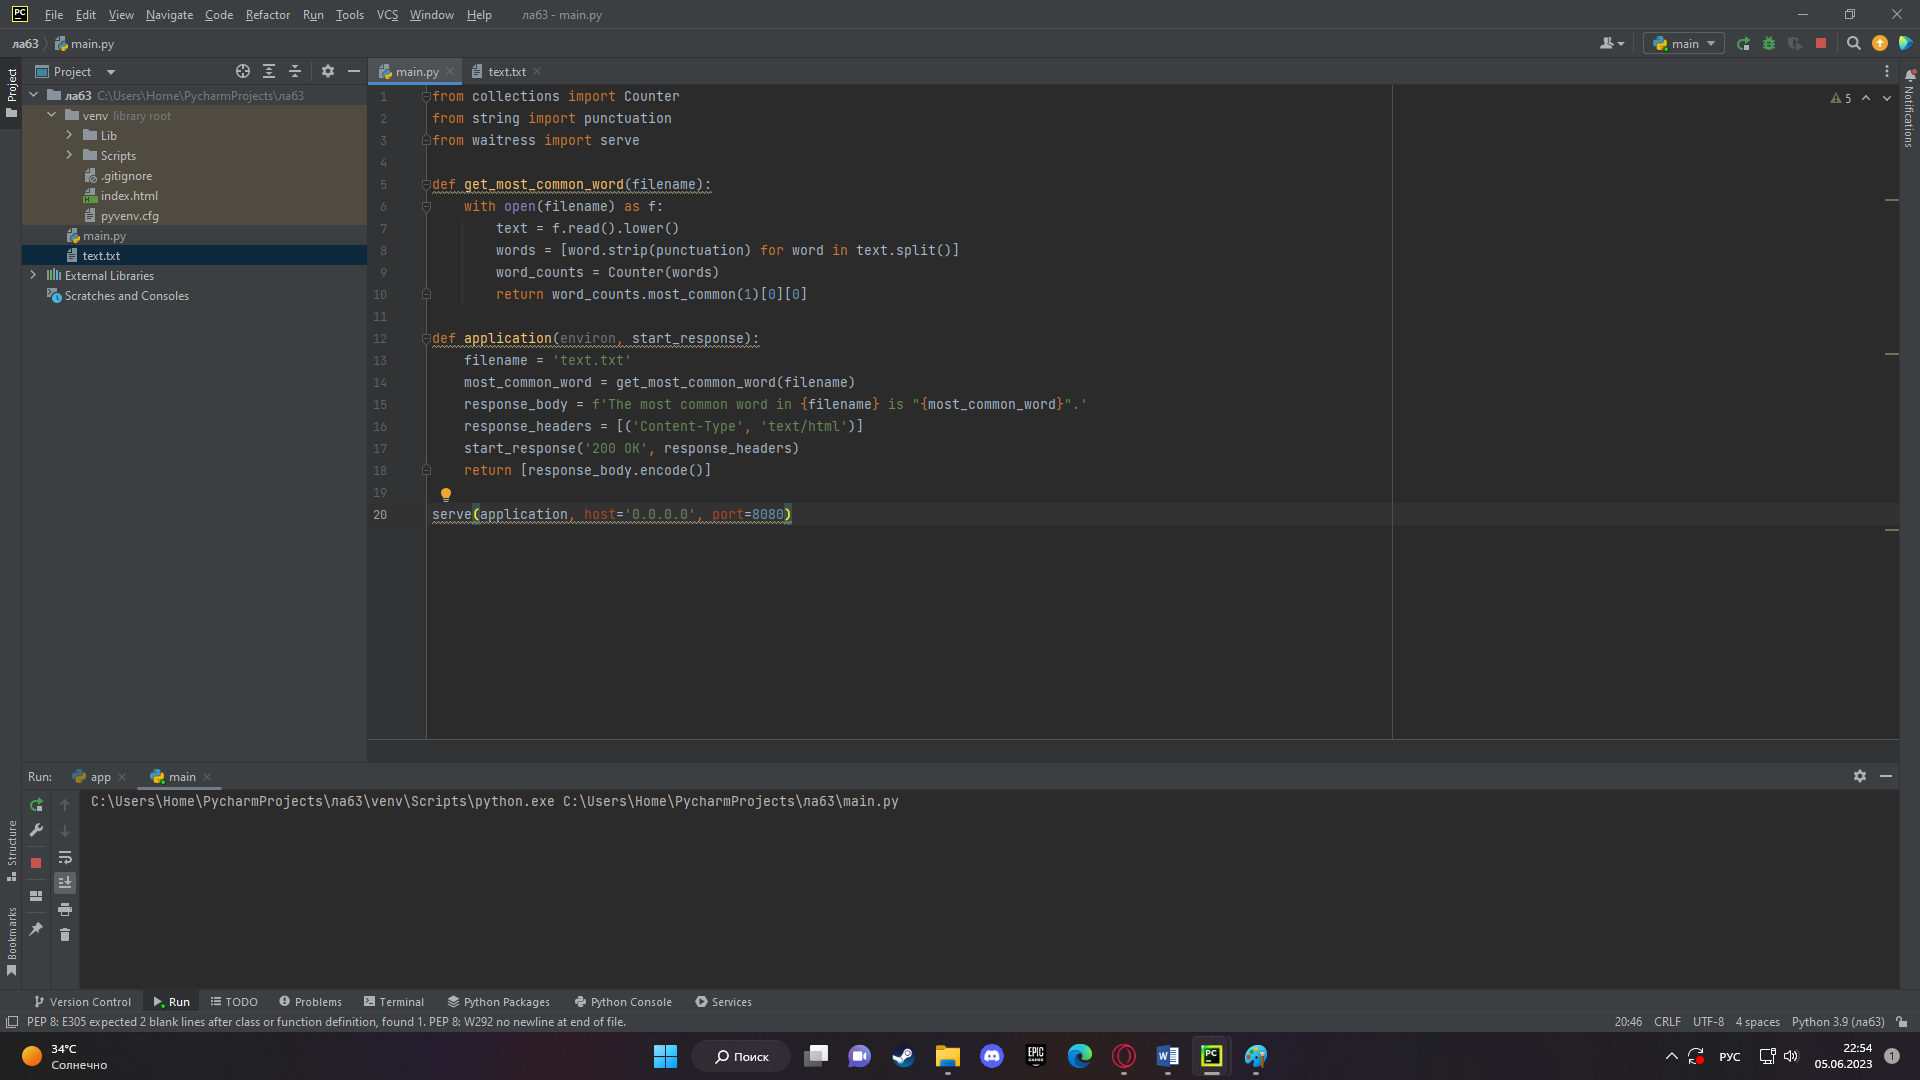 PC File Edit View Navigate Code Refactor Run Tools VCS Window Help лаб3 - main.py
лаб3 main.py main
Project
Project
main.py text.txt
Notifications
лаб3 C:\Users\Home\PycharmProjects\лаб3
venv library root
Lib
Scripts
.gitignore
index.html
pyvenv.cfg
main.py
text.txt
External Libraries
Scratches and Consoles
5
1 from collections import Counter
2 from string import punctuation
3 from waitress import serve
4
5 def get_most_common_word(filename):
6 with open(filename) as f:
7 text = f.read().lower()
8 words = [word.strip(punctuation) for word in text.split()]
9 word_counts = Counter(words)
10 return word_counts.most_common(1)[0][0]
11
12 def application(environ, start_response):
13 filename = 'text.txt'
14 most_common_word = get_most_common_word(filename)
15 response_body = f'The most common word in {filename} is "{most_common_word}".'
16 response_headers = [('Content-Type', 'text/html')]
17 start_response('200 OK', response_headers)
18 return [response_body.encode()]
19
20 serve(application, host='0.0.0.0', port=8080)
Run: app main
C:\Users\Home\PycharmProjects\лаб3\venv\Scripts\python.exe C:\Users\Home\PycharmProjects\лаб3\main.py
Structure
Bookmarks
Version Control Run TODO Problems Terminal Python Packages Python Console Services
PEP 8: E305 expected 2 blank lines after class or function definition, found 1. PEP 8: W292 no newline at end of file. 20:46 CRLF UTF-8 4 spaces Python 3.9 (лаб3)
34°C
Солнечно
Поиск
EPIC GAMES
PC
РУС
22:54
05.06.2023
1